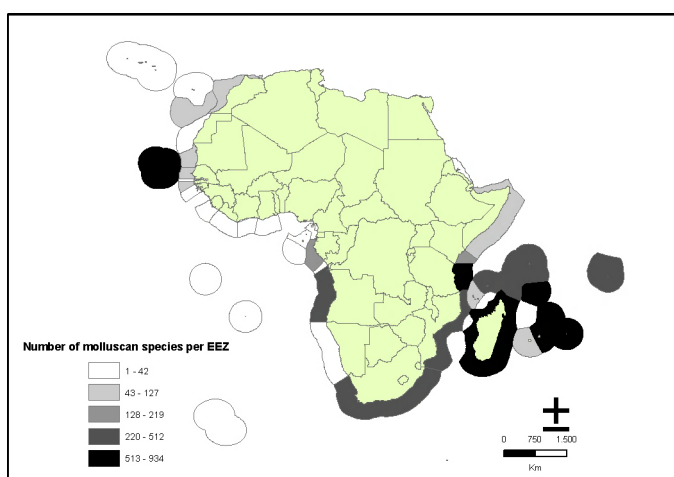 Number of molluscan species per EEZ
1 - 42
43 - 127
128 - 219
220 - 512
513 - 934
0 750 1.500
Km